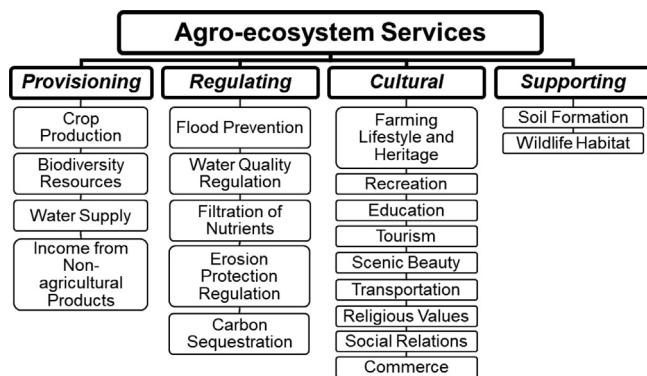 Agro-ecosystem Services
Provisioning
Regulating
Cultural
Supporting
Crop
Production
Biodiversity
Resources
Water Supply
Income from
Non-
agricultural
Products
Flood Prevention
Water Quality
Regulation
Filtration of
Nutrients
Erosion
Protection
Regulation
Carbon
Sequestration
Farming
Lifestyle and
Heritage
Recreation
Education
Tourism
Scenic Beauty
Transportation
Religious Values
Social Relations
Commerce
Soil Formation
Wildlife Habitat